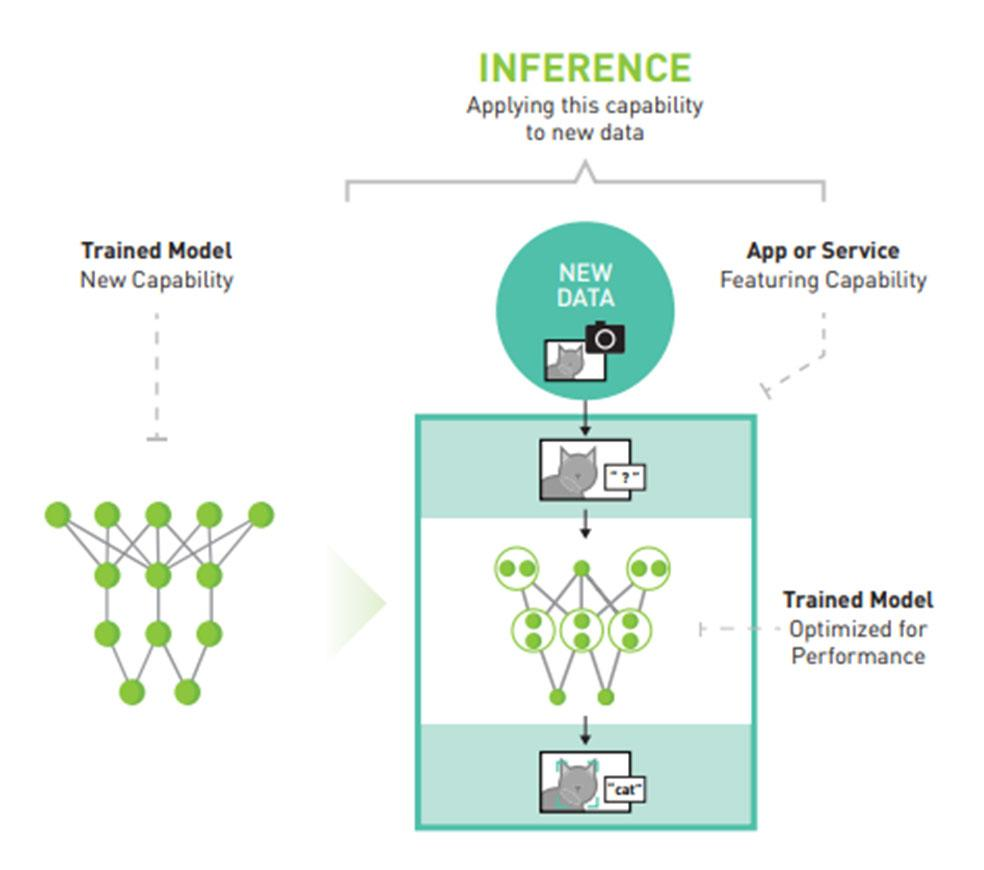 INFERENCE
Applying this capability
to new data
Trained Model
New Capability
NEW
DATA
App or Service
Featuring Capability
" ? "
Trained Model
Optimized for
Performance
"cat"